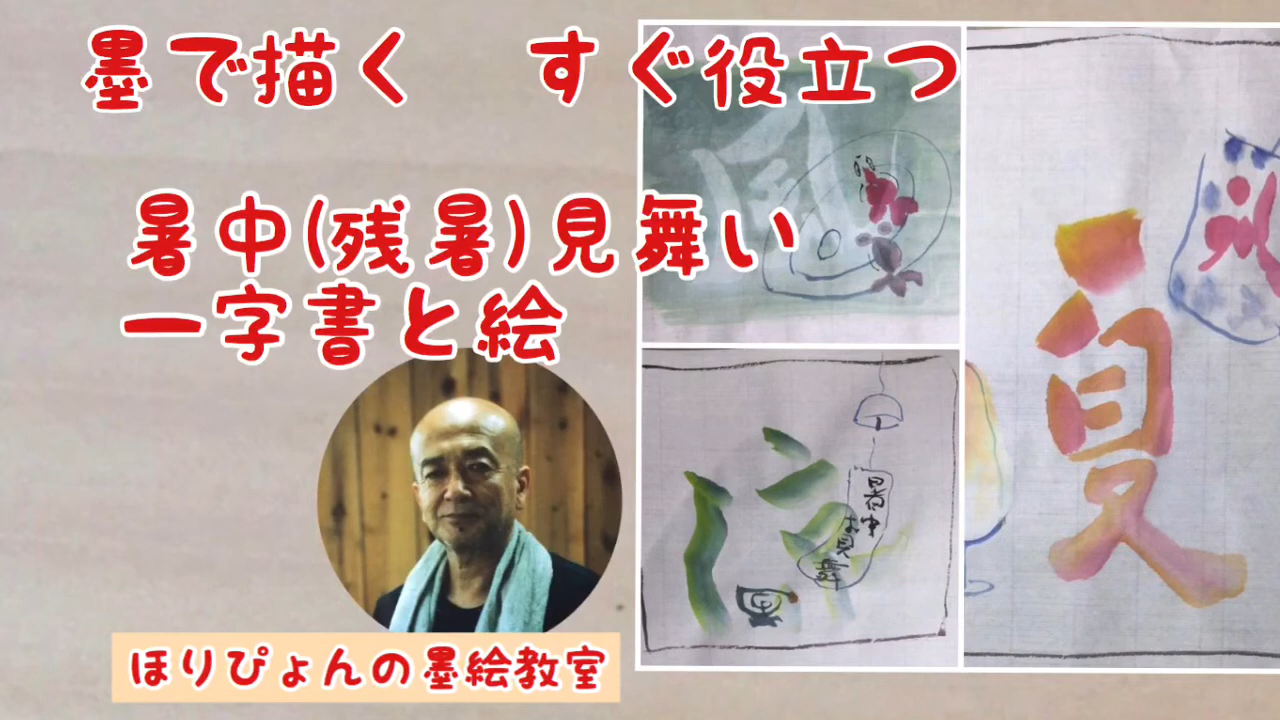 墨で描く　すぐ役立つ
暑中(残暑)見舞い
一字書と絵
ほりぴょんの墨絵教室
風
暑中
お見舞
風
夏
氷